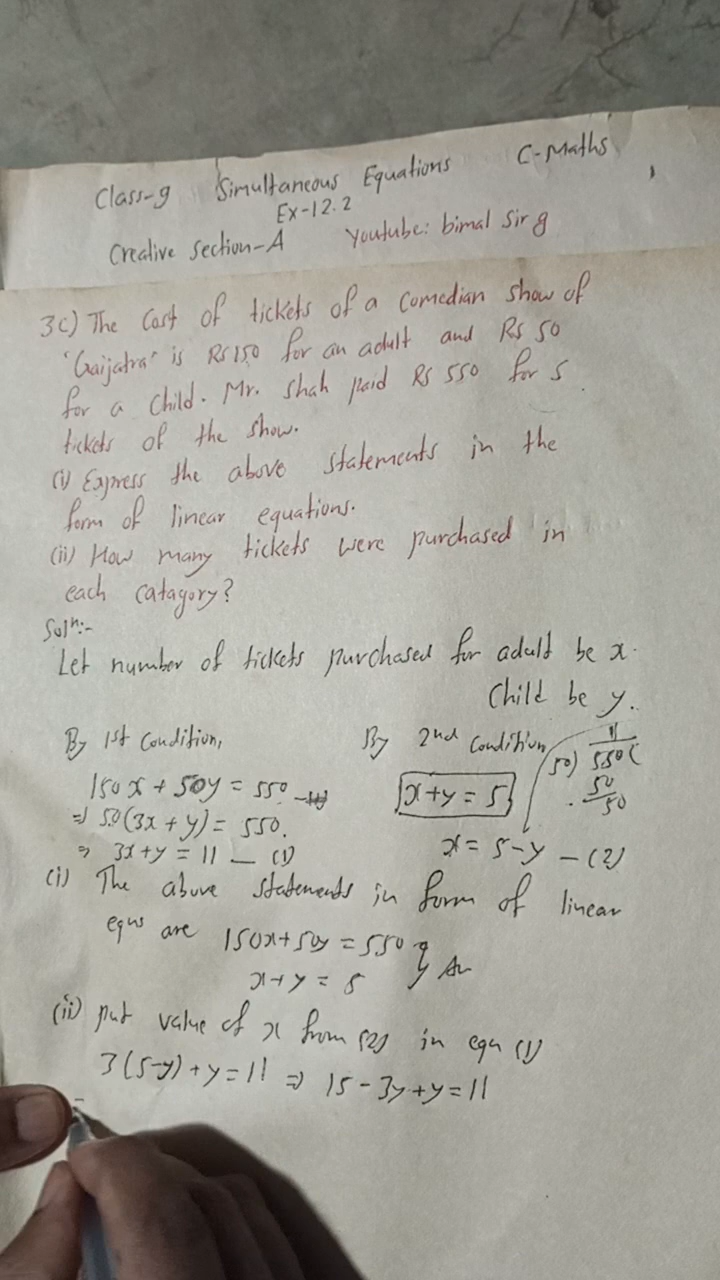 Class-9 Simultaneous Equations C-Maths
Ex-12.2
Creative Section-A Youtube: bimal Sir g
3c) The Cost of tickets of a Comedian show of
'Gaijatra' is RS 150 for an adult and RS 50
for a child. Mr. Shah paid RS 550 for 5
tickets of the show.
(i) Express the above statements in the
form of linear equations.
(ii) How many tickets were purchased in
each catagory?
Solⁿ:-
Let number of tickets purchased for adult be x.
Child be y.
By 1st Condition,
150x + 50y = 550
⇒ 50(3x + y) = 550.
⇒ 3x + y = 11 — (1)
By 2nd Condition,
x + y = 5
x = 5 - y — (2)
11
50) 550 (
50
50
(i) The above statements in form of linear
eqns are 150x + 50y = 550
x + y = 5 } An
(ii) put value of x from (2) in eqn (1)
3(5-y) + y = 11 ⇒ 15 - 3y + y = 11